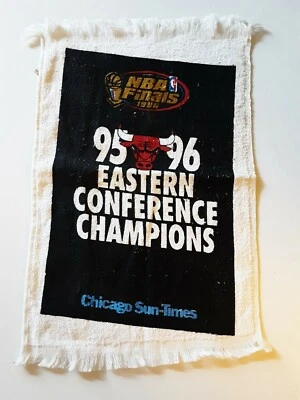 NBA
Finals
1996
95 96
EASTERN
CONFERENCE
CHAMPIONS
Chicago Sun-Times